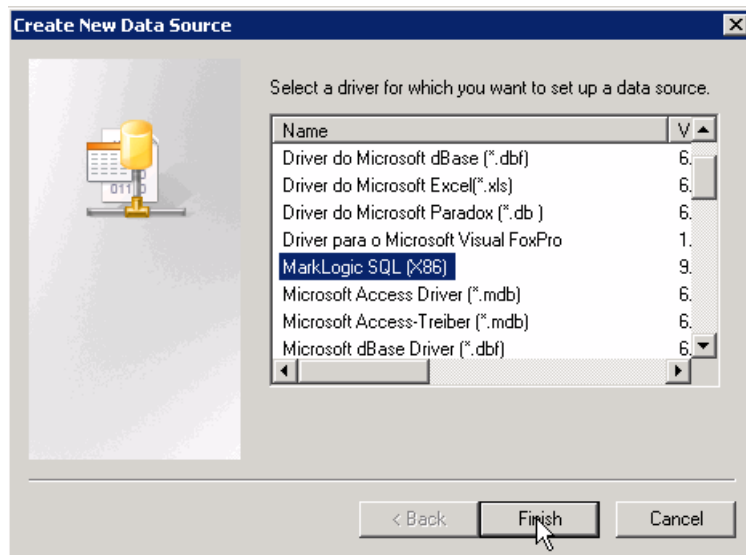 Create New Data Source
Select a driver for which you want to set up a data source.
Name V
Driver do Microsoft dBase (*.dbf) 6.
Driver do Microsoft Excel(*.xls) 6.
Driver do Microsoft Paradox (*.db ) 6.
Driver para o Microsoft Visual FoxPro 1.
MarkLogic SQL (X86) 9.
Microsoft Access Driver (*.mdb) 6.
Microsoft Access-Treiber (*.mdb) 6.
Microsoft dBase Driver (*.dbf) 6.
< Back Finish Cancel